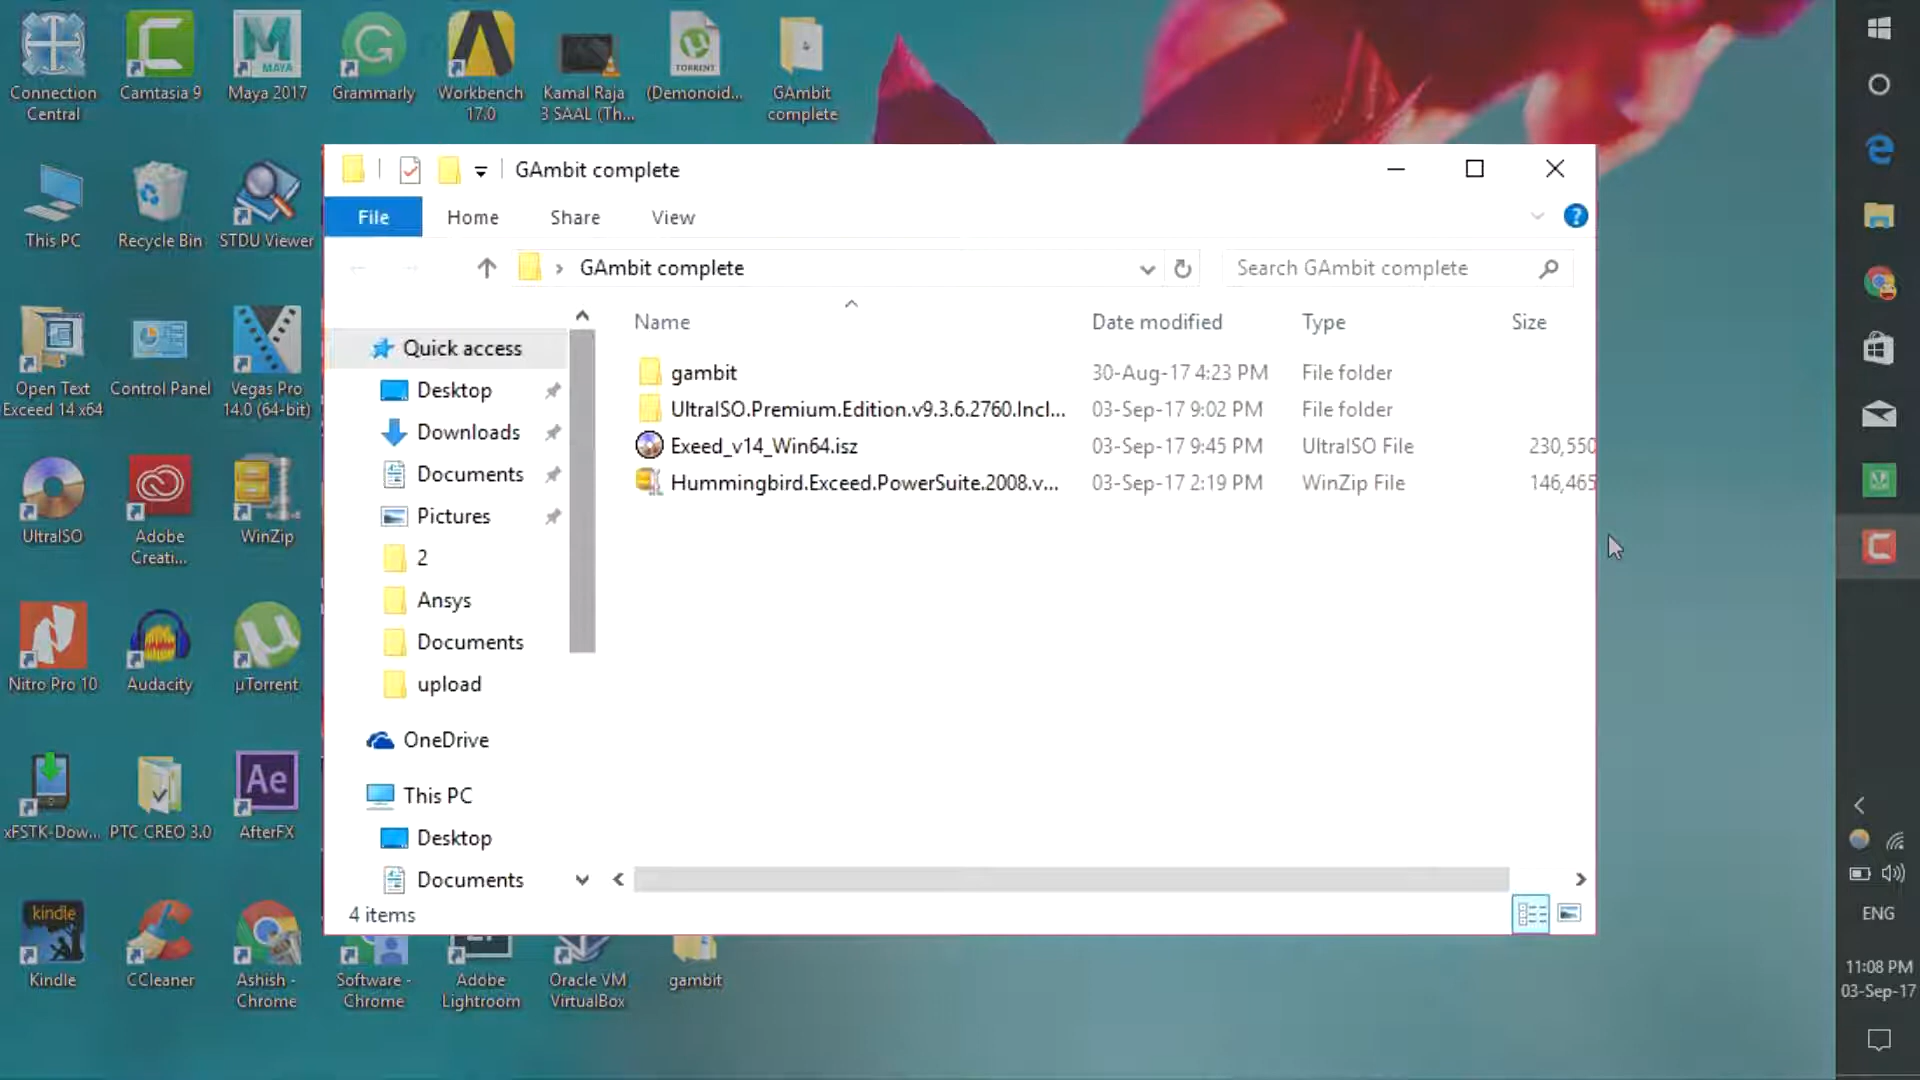 Connection
Central
Camtasia 9
MAYA
Maya 2017
Grammarly
Workbench
17.0
Kamal Raja
3 SAAL (Th...
TORRENT
(Demonoid...
GAmbit
complete
This PC
Recycle Bin
STDU Viewer
Open Text
Exceed 14 x64
Control Panel
Vegas Pro
14.0 (64-bit)
UltraISO
Adobe
Creati...
WinZip
Nitro Pro 10
Audacity
µTorrent
xFSTK-Dow...
PTC CREO 3.0
Ae
AfterFX
kindle
Kindle
CCleaner
Ashish -
Chrome
Software -
Chrome
Adobe
Lightroom
Oracle VM
VirtualBox
gambit
GAmbit complete
File
Home
Share
View
GAmbit complete
Search GAmbit complete
Name
Date modified
Type
Size
gambit
30-Aug-17 4:23 PM
File folder
UltraISO.Premium.Edition.v9.3.6.2760.Incl...
03-Sep-17 9:02 PM
File folder
Exeed_v14_Win64.isz
03-Sep-17 9:45 PM
UltraISO File
230,550
Hummingbird.Exceed.PowerSuite.2008.v...
03-Sep-17 2:19 PM
WinZip File
146,465
Quick access
Desktop
Downloads
Documents
Pictures
2
Ansys
Documents
upload
OneDrive
This PC
Desktop
Documents
4 items
ENG
11:08 PM
03-Sep-17